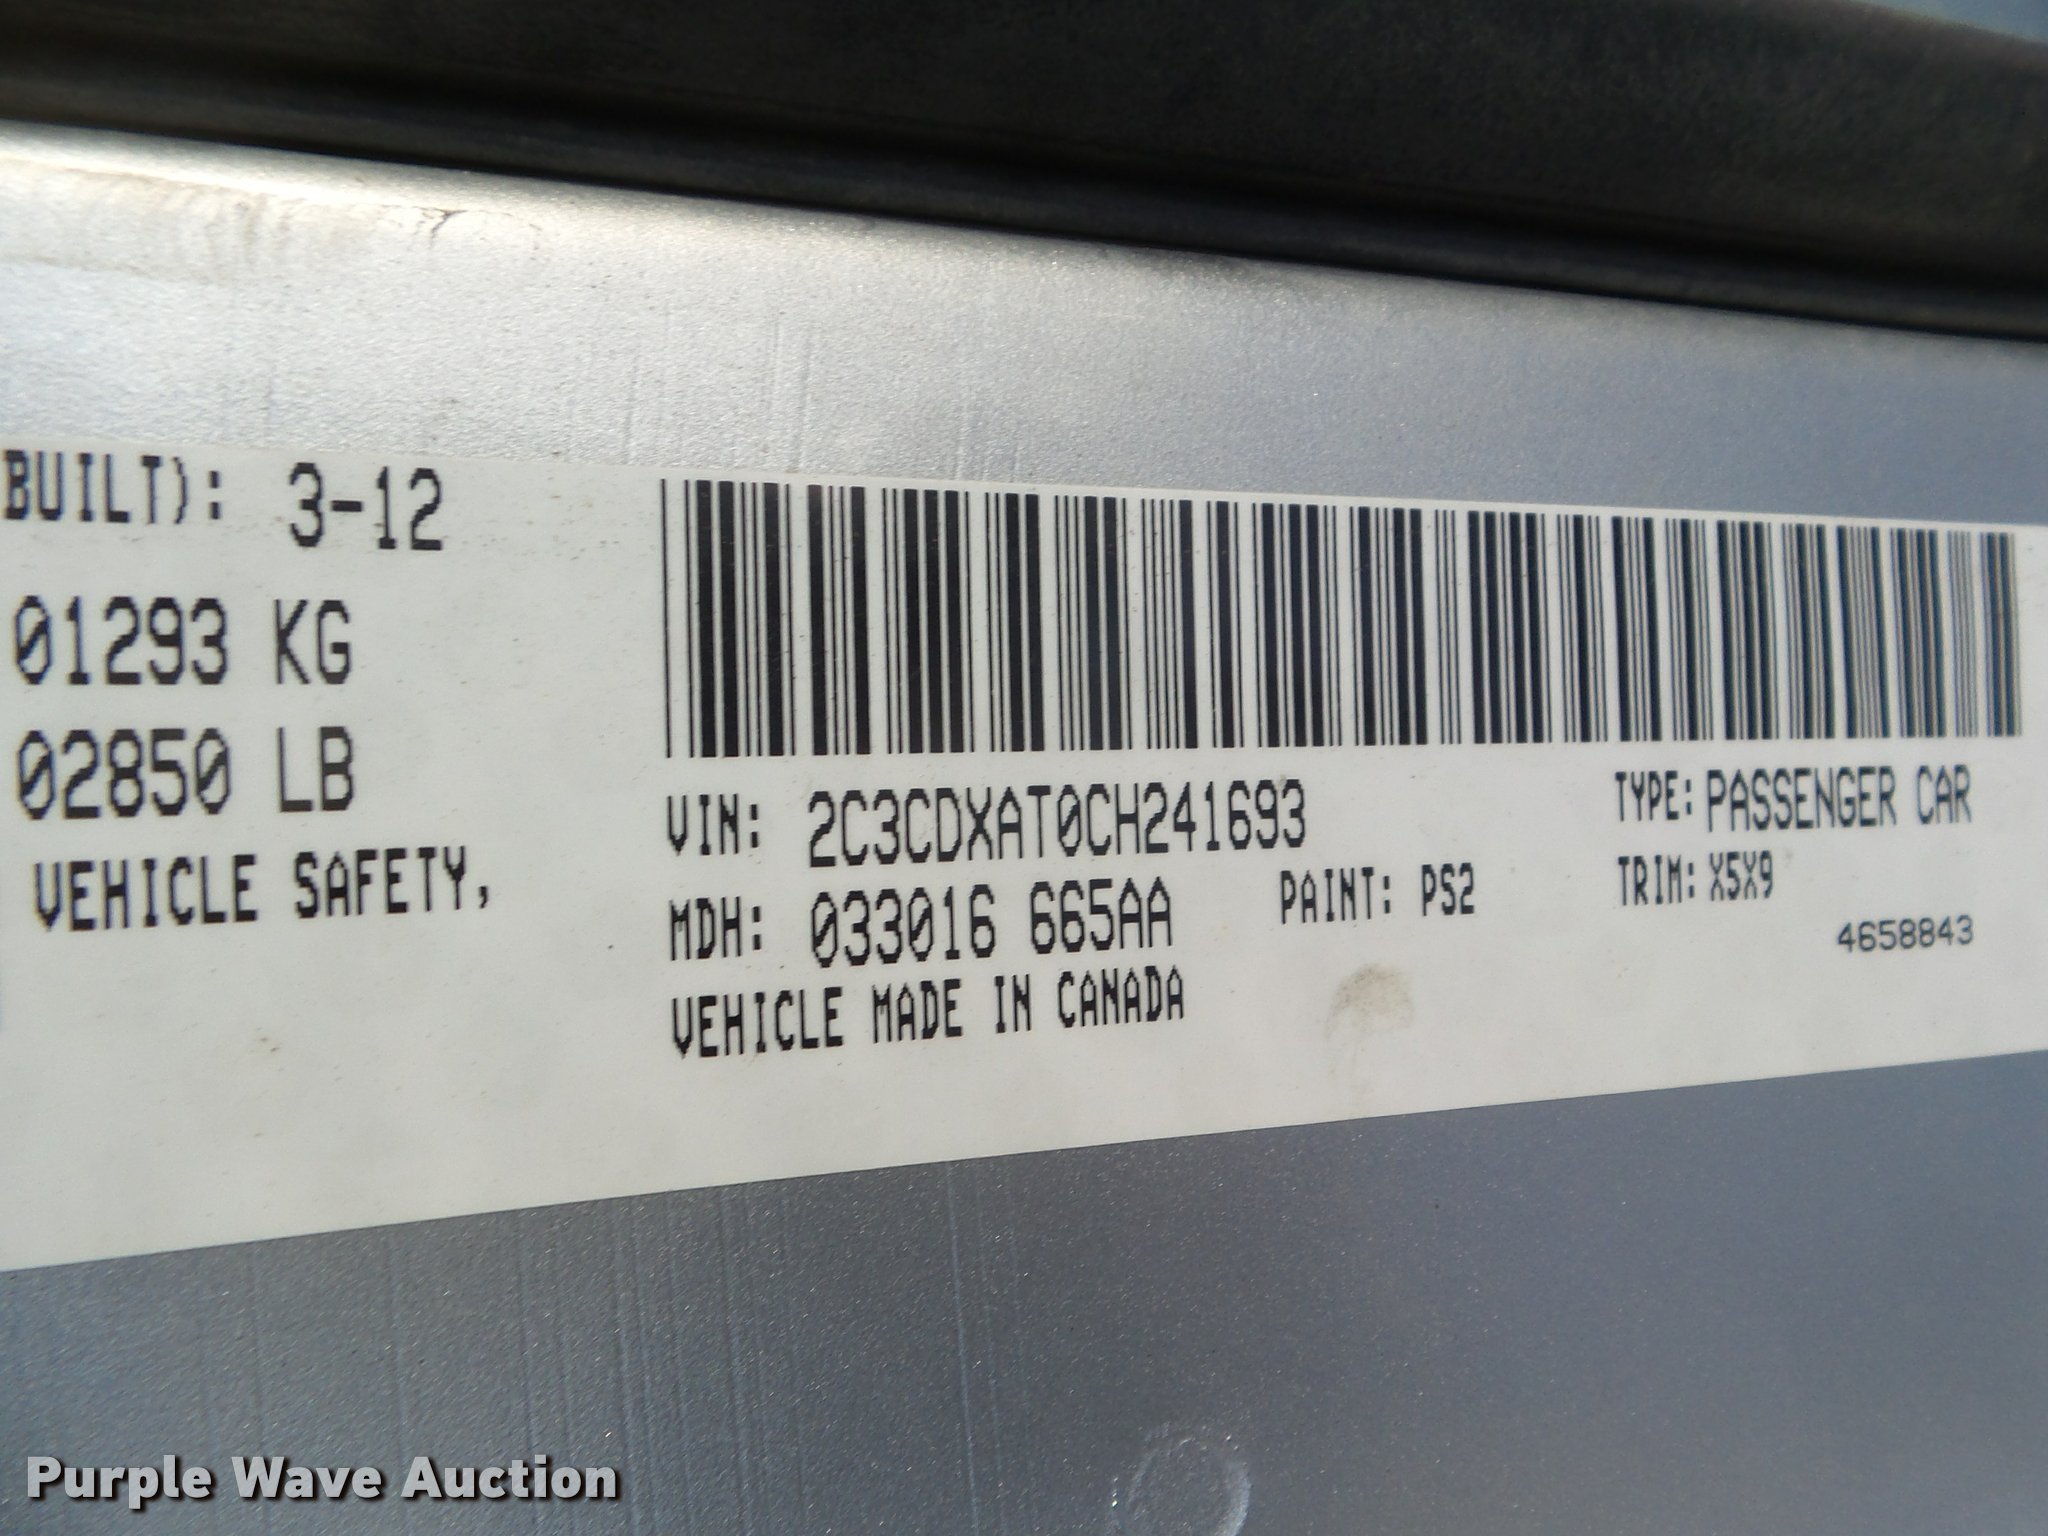 BUILT): 3-12
01293 KG
02850 LB
VEHICLE SAFETY,
VIN: 2C3CDXAT0CH241693
TYPE: PASSENGER CAR
MDH: 033016 665AA
PAINT: PS2
TRIM: X5X9
VEHICLE MADE IN CANADA
4658843
Purple Wave Auction